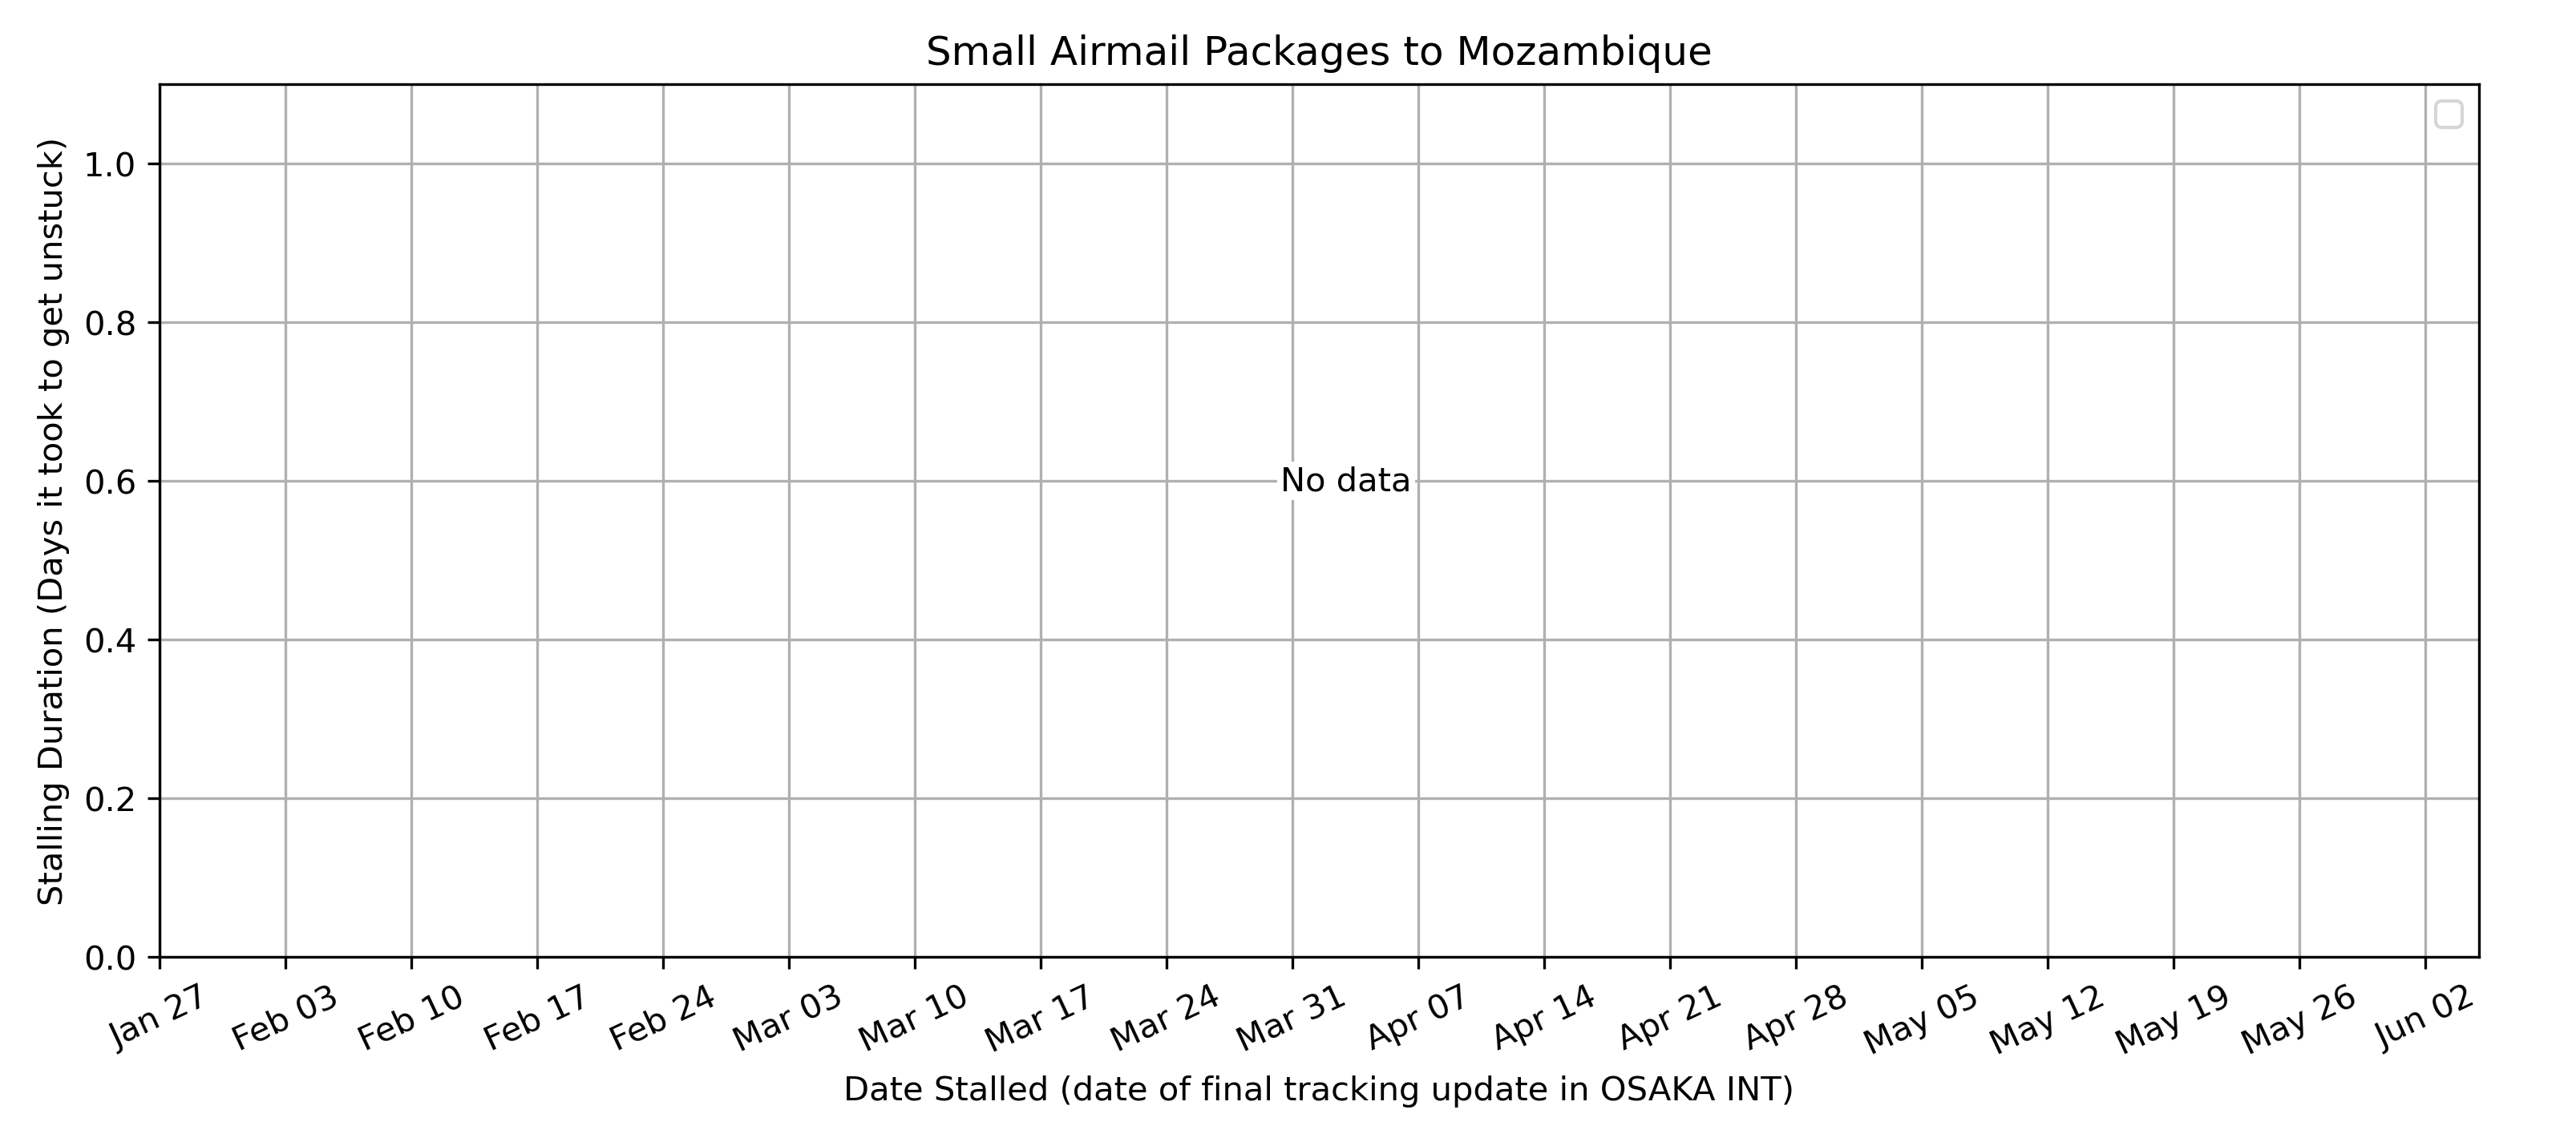 Small Airmail Packages to Mozambique
Stalling Duration (Days it took to get unstuck)
1.0
0.8
0.6
0.4
0.2
0.0
No data
Jan 27
Feb 03
Feb 10
Feb 17
Feb 24
Mar 03
Mar 10
Mar 17
Mar 24
Mar 31
Apr 07
Apr 14
Apr 21
Apr 28
May 05
May 12
May 19
May 26
Jun 02
Date Stalled (date of final tracking update in OSAKA INT)